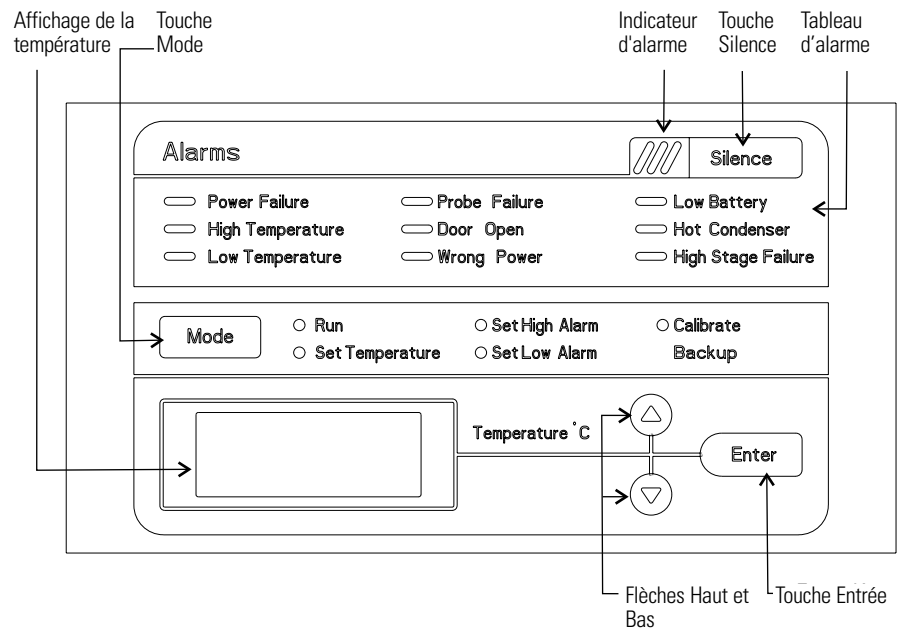 Affichage de la température
Touche Mode
Indicateur d'alarme
Touche Silence
Tableau d’alarme
Alarms
Silence
Power Failure
Probe Failure
Low Battery
High Temperature
Door Open
Hot Condenser
Low Temperature
Wrong Power
High Stage Failure
Mode
Run
Set High Alarm
Calibrate
Set Temperature
Set Low Alarm
Backup
Temperature °C
Enter
Flèches Haut et Bas
Touche Entrée